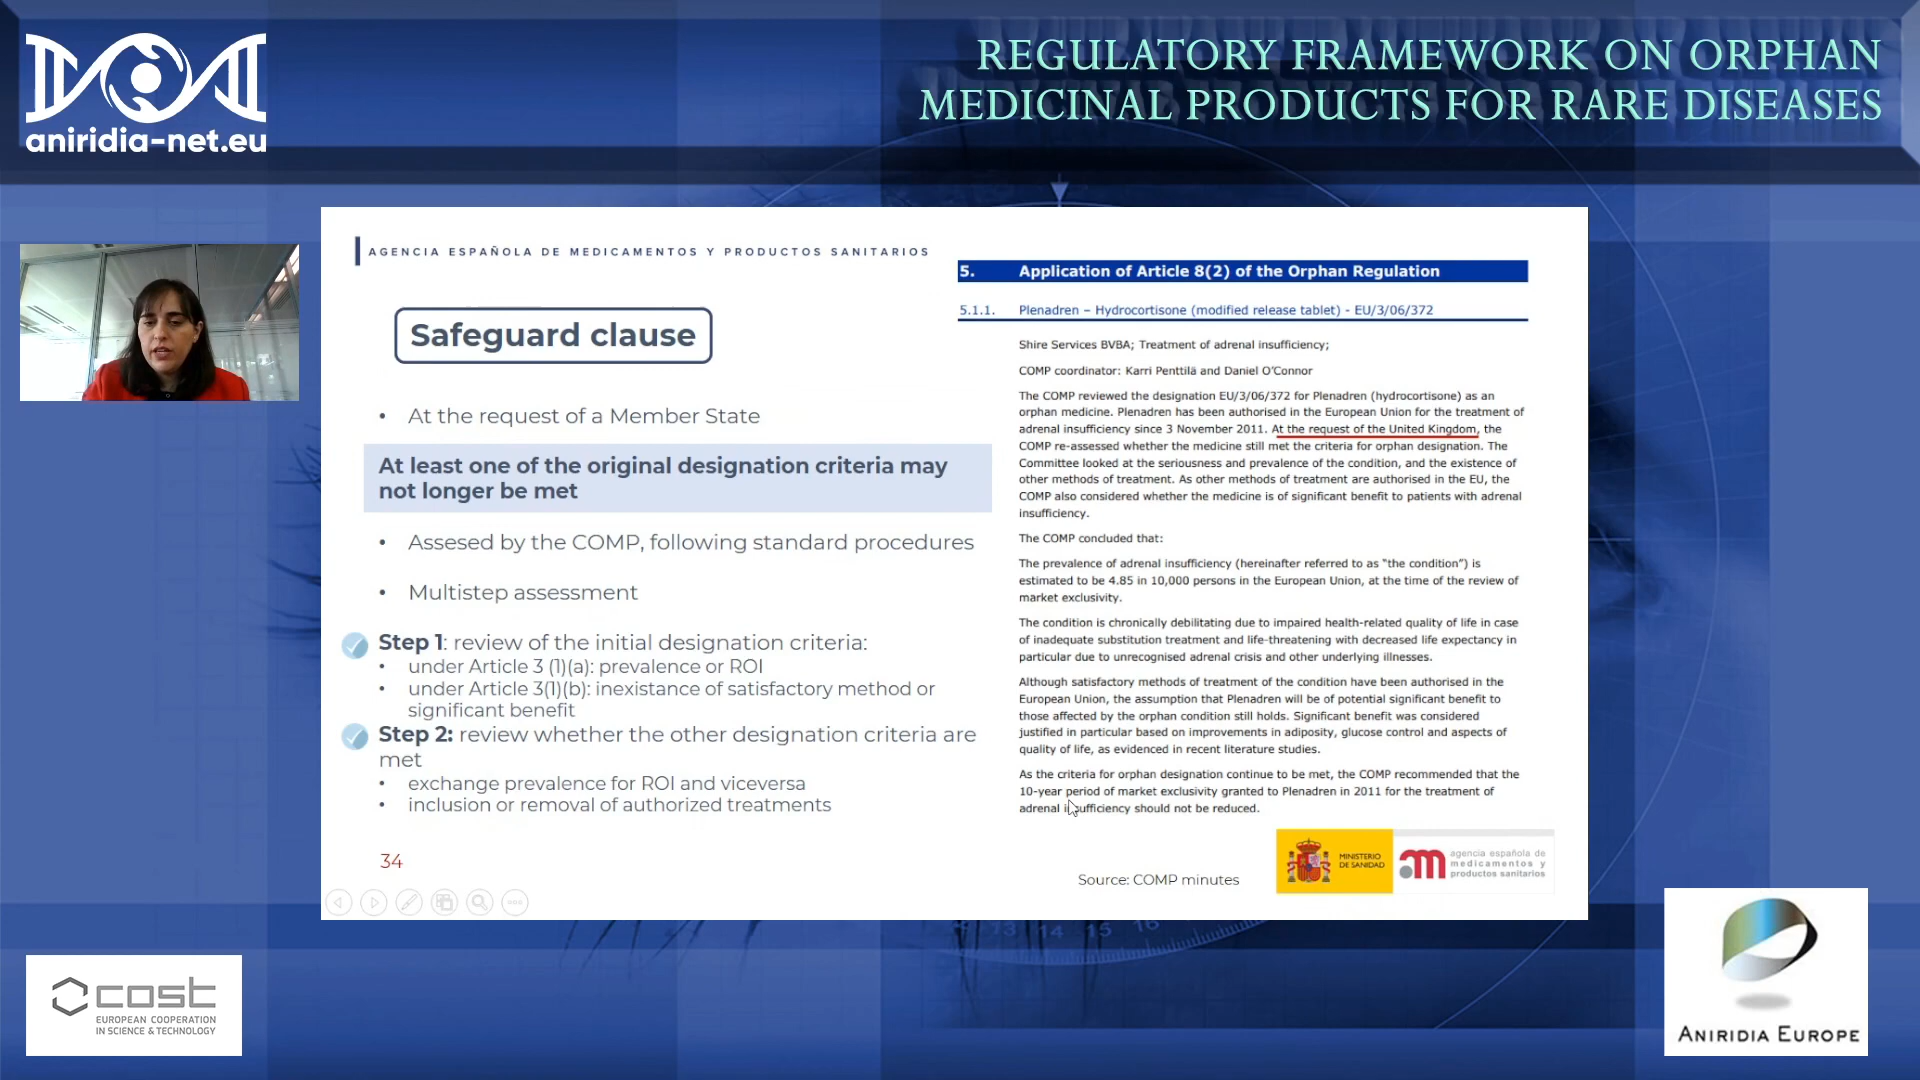 aniridia-net.eu
REGULATORY FRAMEWORK ON ORPHAN
MEDICINAL PRODUCTS FOR RARE DISEASES
AGENCIA ESPAÑOLA DE MEDICAMENTOS Y PRODUCTOS SANITARIOS
Safeguard clause
• At the request of a Member State
At least one of the original designation criteria may
not longer be met
• Assesed by the COMP, following standard procedures
• Multistep assessment
Step 1: review of the initial designation criteria:
• under Article 3 (1)(a): prevalence or ROI
• under Article 3(1)(b): inexistance of satisfactory method or
significant benefit
Step 2: review whether the other designation criteria are
met
• exchange prevalence for ROI and viceversa
• inclusion or removal of authorized treatments
34
5. Application of Article 8(2) of the Orphan Regulation
5.1.1. Plenadren – Hydrocortisone (modified release tablet) - EU/3/06/372
Shire Services BVBA; Treatment of adrenal insufficiency;
COMP coordinator: Karri Penttilä and Daniel O'Connor
The COMP reviewed the designation EU/3/06/372 for Plenadren (hydrocortisone) as an
orphan medicine. Plenadren has been authorised in the European Union for the treatment of
adrenal insufficiency since 3 November 2011. At the request of the United Kingdom, the
COMP re-assessed whether the medicine still met the criteria for orphan designation. The
Committee looked at the seriousness and prevalence of the condition, and the existence of
other methods of treatment. As other methods of treatment are authorised in the EU, the
COMP also considered whether the medicine is of significant benefit to patients with adrenal
insufficiency.
The COMP concluded that:
The prevalence of adrenal insufficiency (hereinafter referred to as “the condition”) is
estimated to be 4.85 in 10,000 persons in the European Union, at the time of the review of
market exclusivity.
The condition is chronically debilitating due to impaired health-related quality of life in case
of inadequate substitution treatment and life-threatening with decreased life expectancy in
particular due to unrecognised adrenal crisis and other underlying illnesses.
Although satisfactory methods of treatment of the condition have been authorised in the
European Union, the assumption that Plenadren will be of potential significant benefit to
those affected by the orphan condition still holds. Significant benefit was considered
justified in particular based on improvements in adiposity, glucose control and aspects of
quality of life, as evidenced in recent literature studies.
As the criteria for orphan designation continue to be met, the COMP recommended that the
10-year period of market exclusivity granted to Plenadren in 2011 for the treatment of
adrenal insufficiency should not be reduced.
Source: COMP minutes
MINISTERIO
DE SANIDAD
agencia española de
medicamentos y
productos sanitarios
13 14 15 16
cost
EUROPEAN COOPERATION
IN SCIENCE & TECHNOLOGY
ANIRIDIA EUROPE